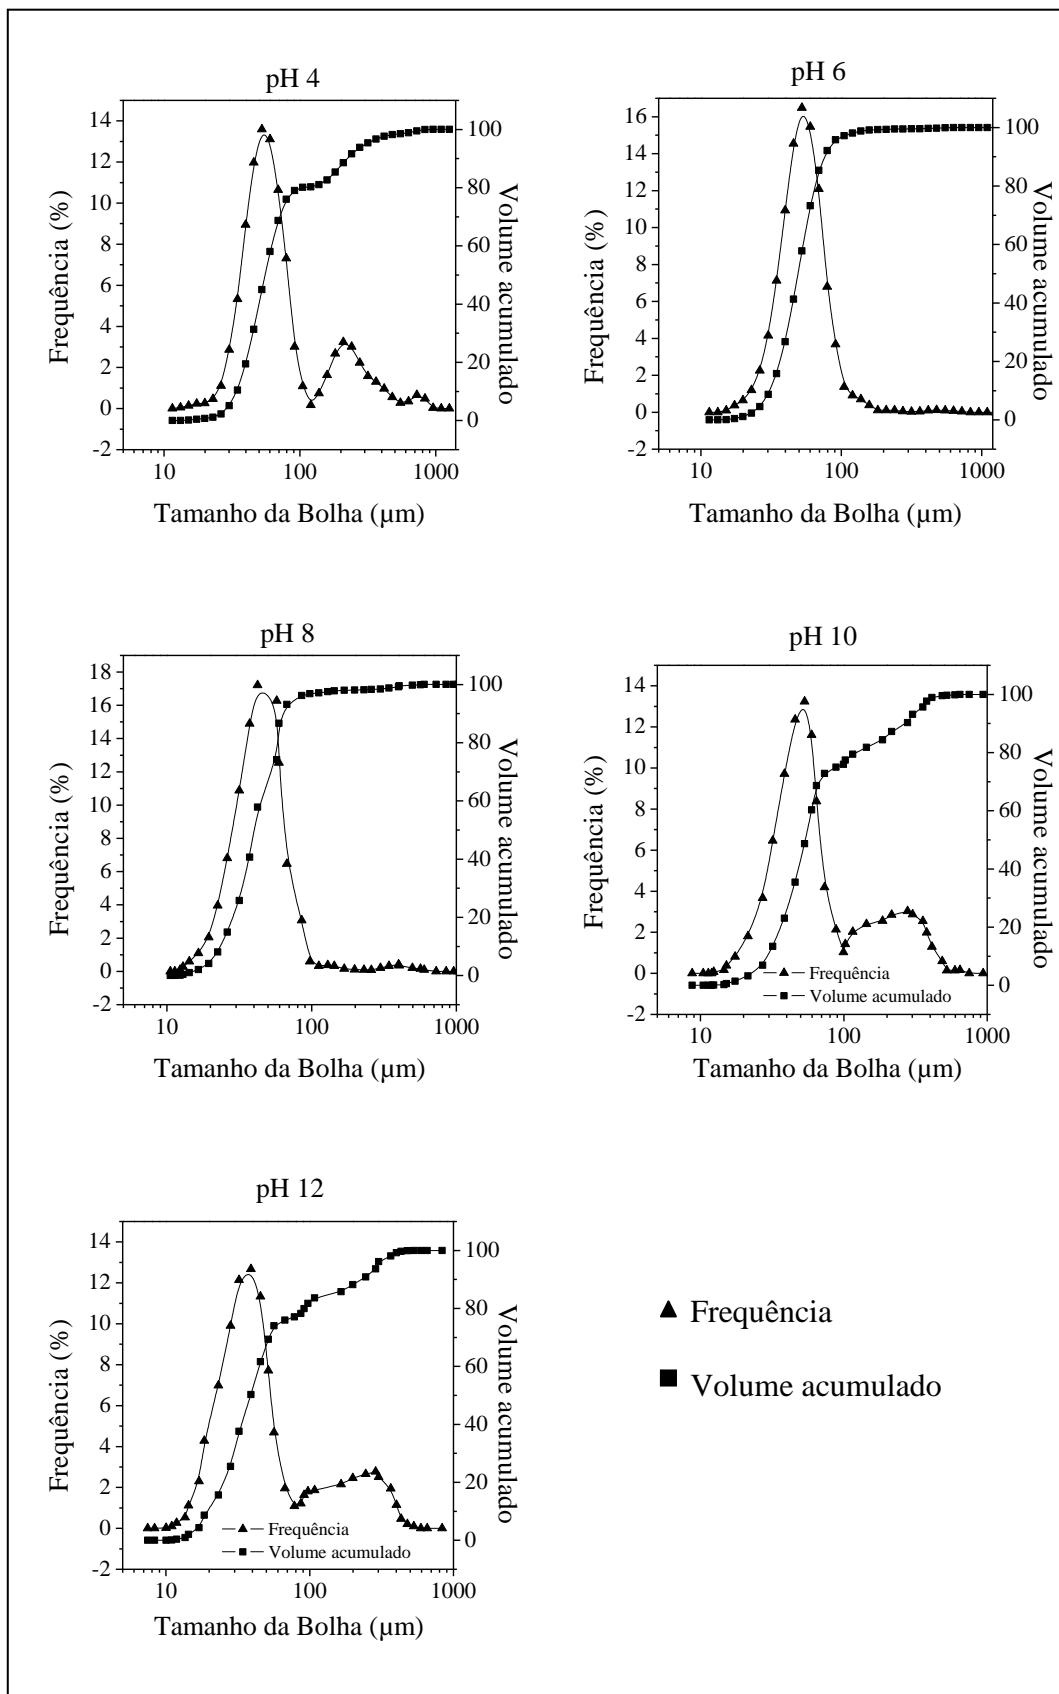 pH 4
14
12
10
8
6
4
2
0
-2
100
80
60
40
20
0
Frequência (%)
Volume acumulado
10 100 1000
Tamanho da Bolha (µm)
pH 6
16
14
12
10
8
6
4
2
0
-2
100
80
60
40
20
0
Frequência (%)
Volume acumulado
10 100 1000
Tamanho da Bolha (µm)
pH 8
18
16
14
12
10
8
6
4
2
0
-2
100
80
60
40
20
0
Frequência (%)
Volume acumulado
10 100 1000
Tamanho da Bolha (µm)
pH 10
14
12
10
8
6
4
2
0
-2
100
80
60
40
20
0
Frequência (%)
Volume acumulado
Frequência
Volume acumulado
10 100 1000
Tamanho da Bolha (µm)
pH 12
14
12
10
8
6
4
2
0
-2
100
80
60
40
20
0
Frequência (%)
Volume acumulado
Frequência
Volume acumulado
10 100 1000
Tamanho da Bolha (µm)
Frequência
Volume acumulado